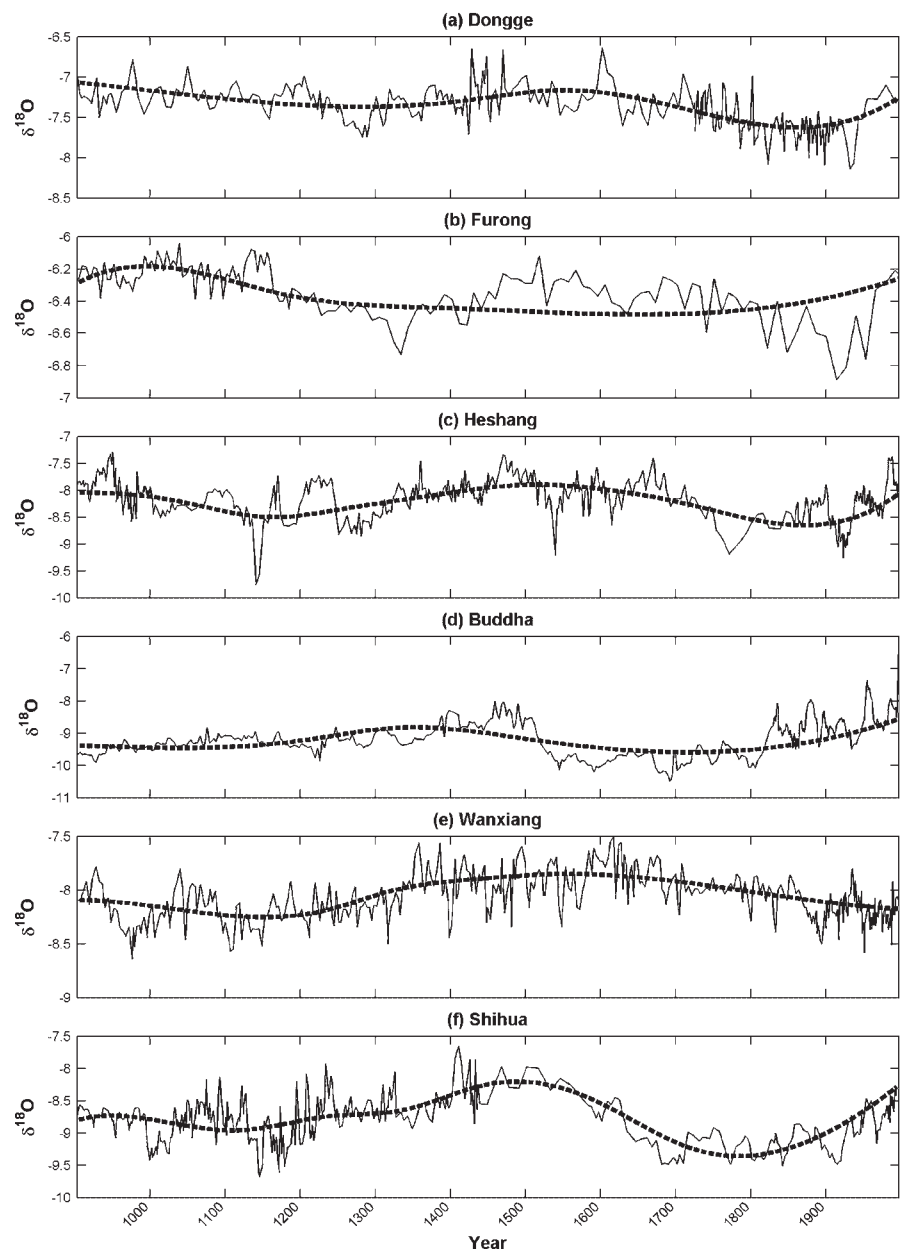 (a) Dongge
-6.5
-7
-7.5
-8
-8.5
δ18O
(b) Furong
-6
-6.2
-6.4
-6.6
-6.8
-7
δ18O
(c) Heshang
-7
-7.5
-8
-8.5
-9
-9.5
-10
δ18O
(d) Buddha
-6
-7
-8
-9
-10
-11
δ18O
(e) Wanxiang
-7.5
-8
-8.5
-9
δ18O
(f) Shihua
-7.5
-8
-8.5
-9
-9.5
-10
δ18O
1000 1100 1200 1300 1400 1500 1600 1700 1800 1900
Year